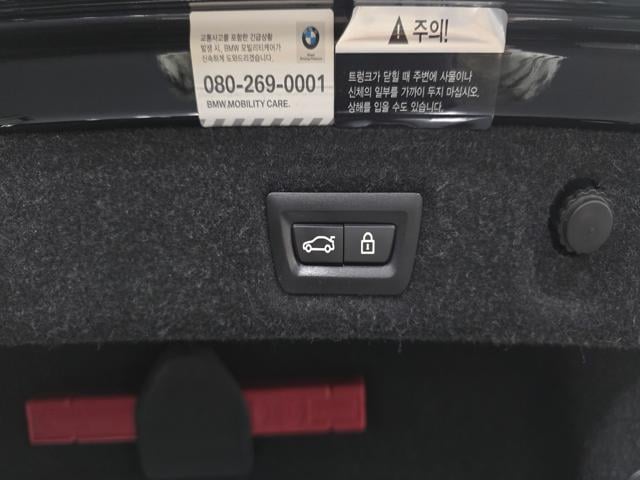 교통사고를 포함한 긴급상황
발생 시, BMW 모빌리티케어가
신속하게 도와드리겠습니다.
080-269-0001
BMW.MOBILITY CARE.
주의!
트렁크가 닫힐 때 주변에 사물이나
신체의 일부를 가까이 두지 마십시오.
상해를 입을 수도 있습니다.